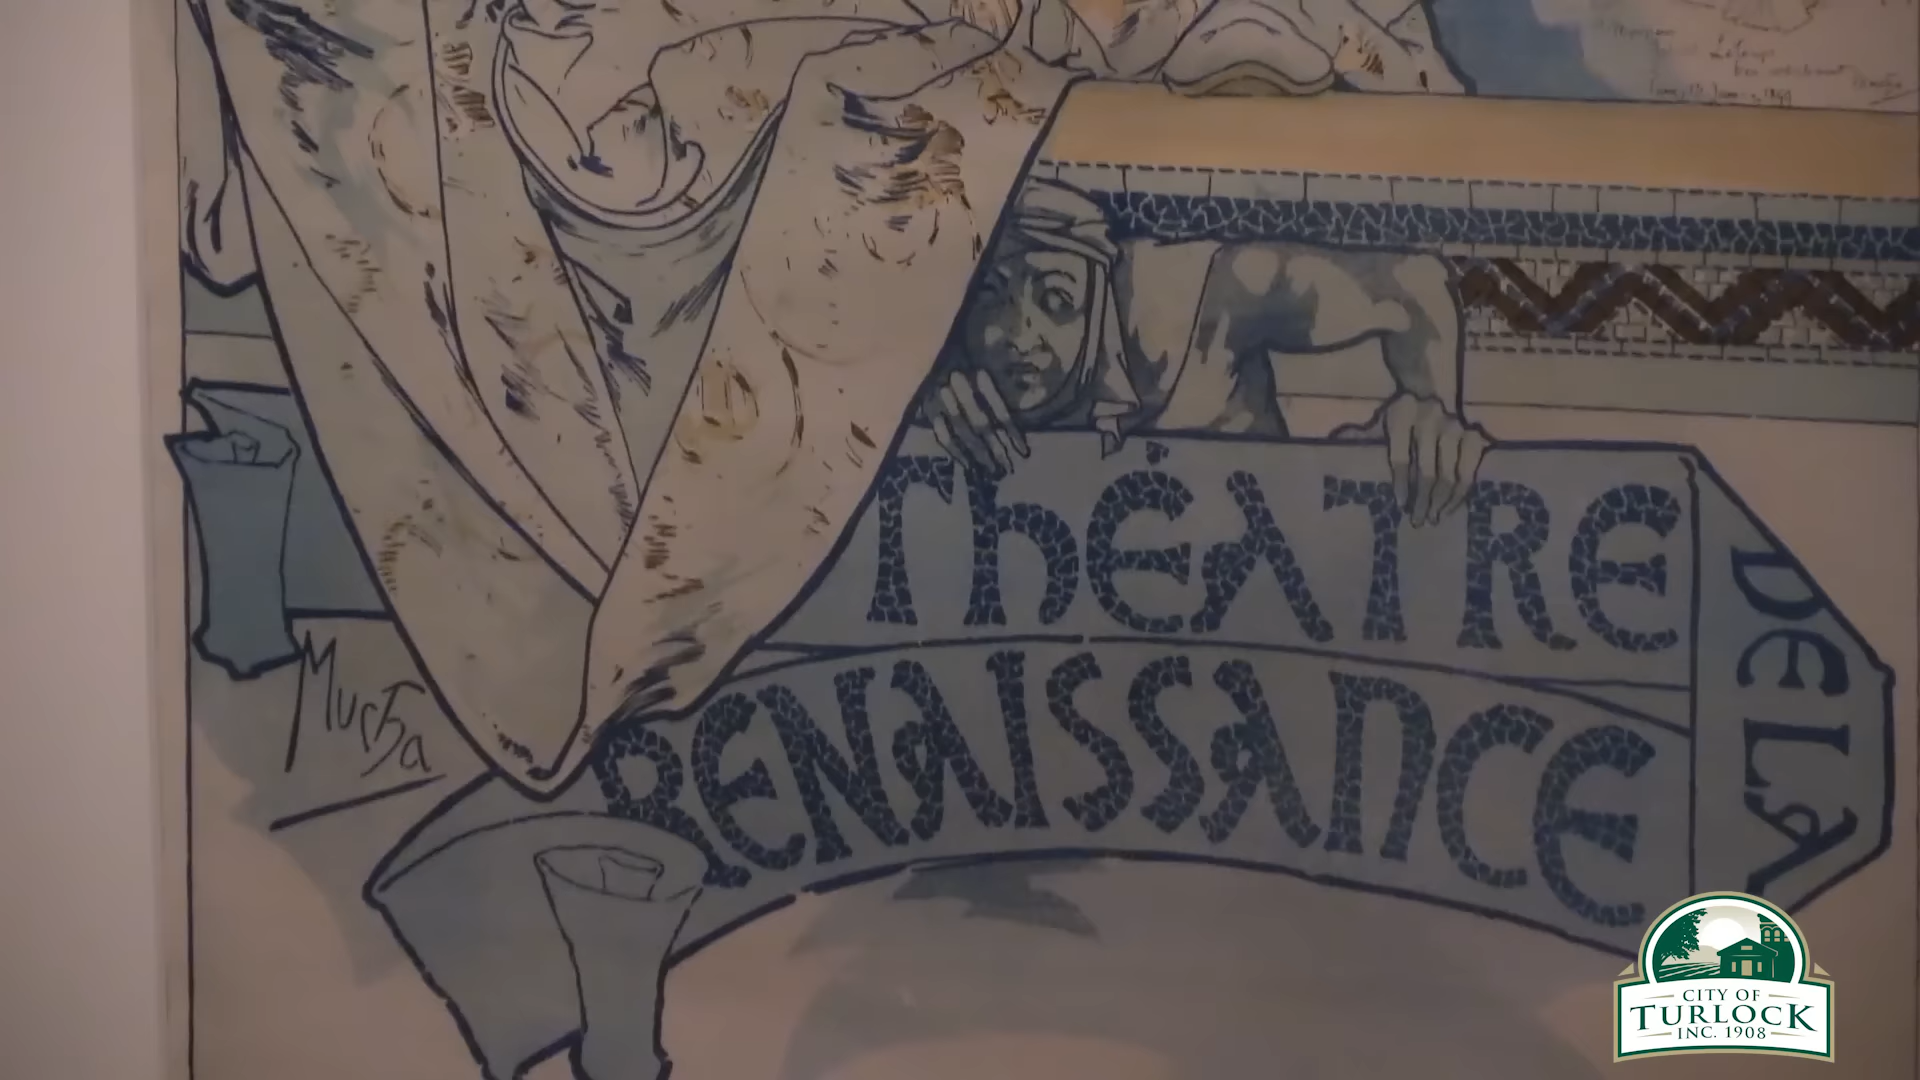 THÉATRE
DE LA
RENAISSANCE
Mucha
CITY OF
TURLOCK
INC. 1908